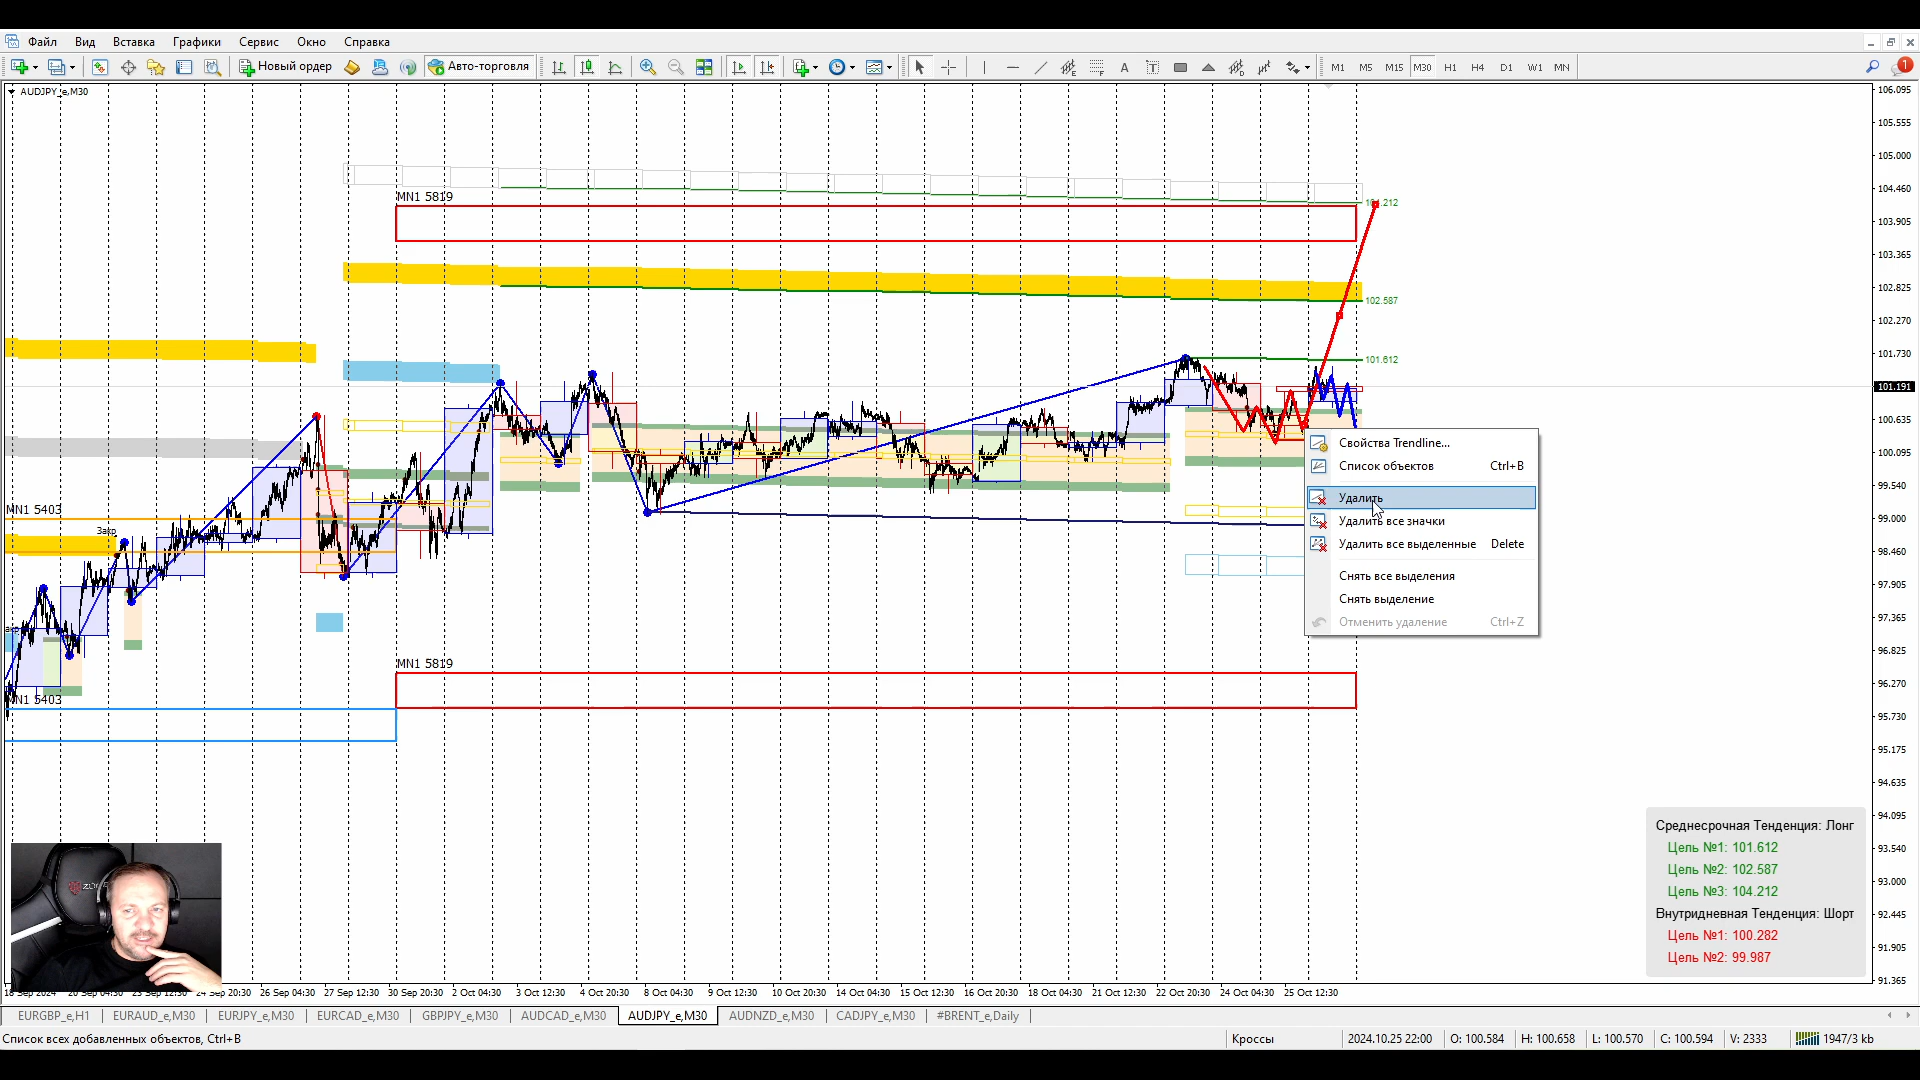 Файл Вид Вставка Графики Сервис Окно Справка
Новый ордер Авто-торговля A T M1 M5 M15 M30 H1 H4 D1 W1 MN 1
AUDJPY_e,M30
106.095
105.555
105.000
104.460
103.905
103.365
102.825
102.270
101.730
101.191
100.635
100.095
99.540
99.000
98.460
97.905
97.365
96.825
96.270
95.730
95.175
94.635
94.095
93.540
93.000
92.445
91.905
91.365
MN1 5819
102.587
101.612
MN1 5403
Закр.
MN1 5819
MN1 5403
Свойства Trendline...
Список объектов Ctrl+B
Удалить
Удалить все значки
Удалить все выделенные Delete
Снять все выделения
Снять выделение
Отменить удаление Ctrl+Z
Среднесрочная Тенденция: Лонг
Цель №1: 101.612
Цель №2: 102.587
Цель №3: 104.212
Внутридневная Тенденция: Шорт
Цель №1: 100.282
Цель №2: 99.987
18 Sep 2024 20 Sep 04:30 23 Sep 12:30 24 Sep 20:30 26 Sep 04:30 27 Sep 12:30 30 Sep 20:30 2 Oct 04:30 3 Oct 12:30 4 Oct 20:30 8 Oct 04:30 9 Oct 12:30 10 Oct 20:30 14 Oct 04:30 15 Oct 12:30 16 Oct 20:30 18 Oct 04:30 21 Oct 12:30 22 Oct 20:30 24 Oct 04:30 25 Oct 12:30
EURGBP_e,H1 EURAUD_e,M30 EURJPY_e,M30 EURCAD_e,M30 GBPJPY_e,M30 AUDCAD_e,M30 AUDJPY_e,M30 AUDNZD_e,M30 CADJPY_e,M30 #BRENT_e,Daily
Список всех добавленных объектов, Ctrl+B Кроссы 2024.10.25 22:00 O: 100.584 H: 100.658 L: 100.570 C: 100.594 V: 2333 1947/3 kb